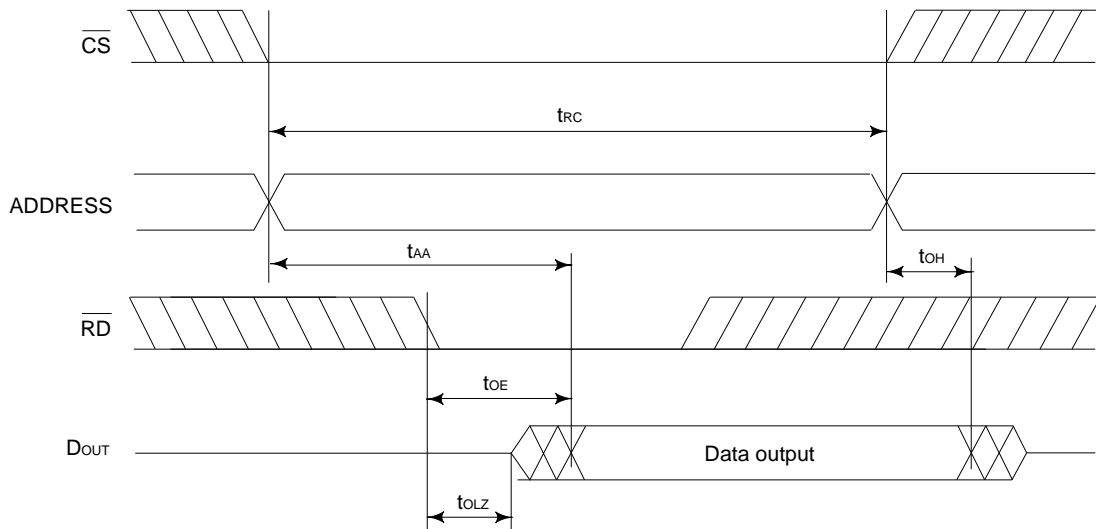 CS
tRC
ADDRESS
tAA
tOH
RD
tOE
DOUT
Data output
tOLZ